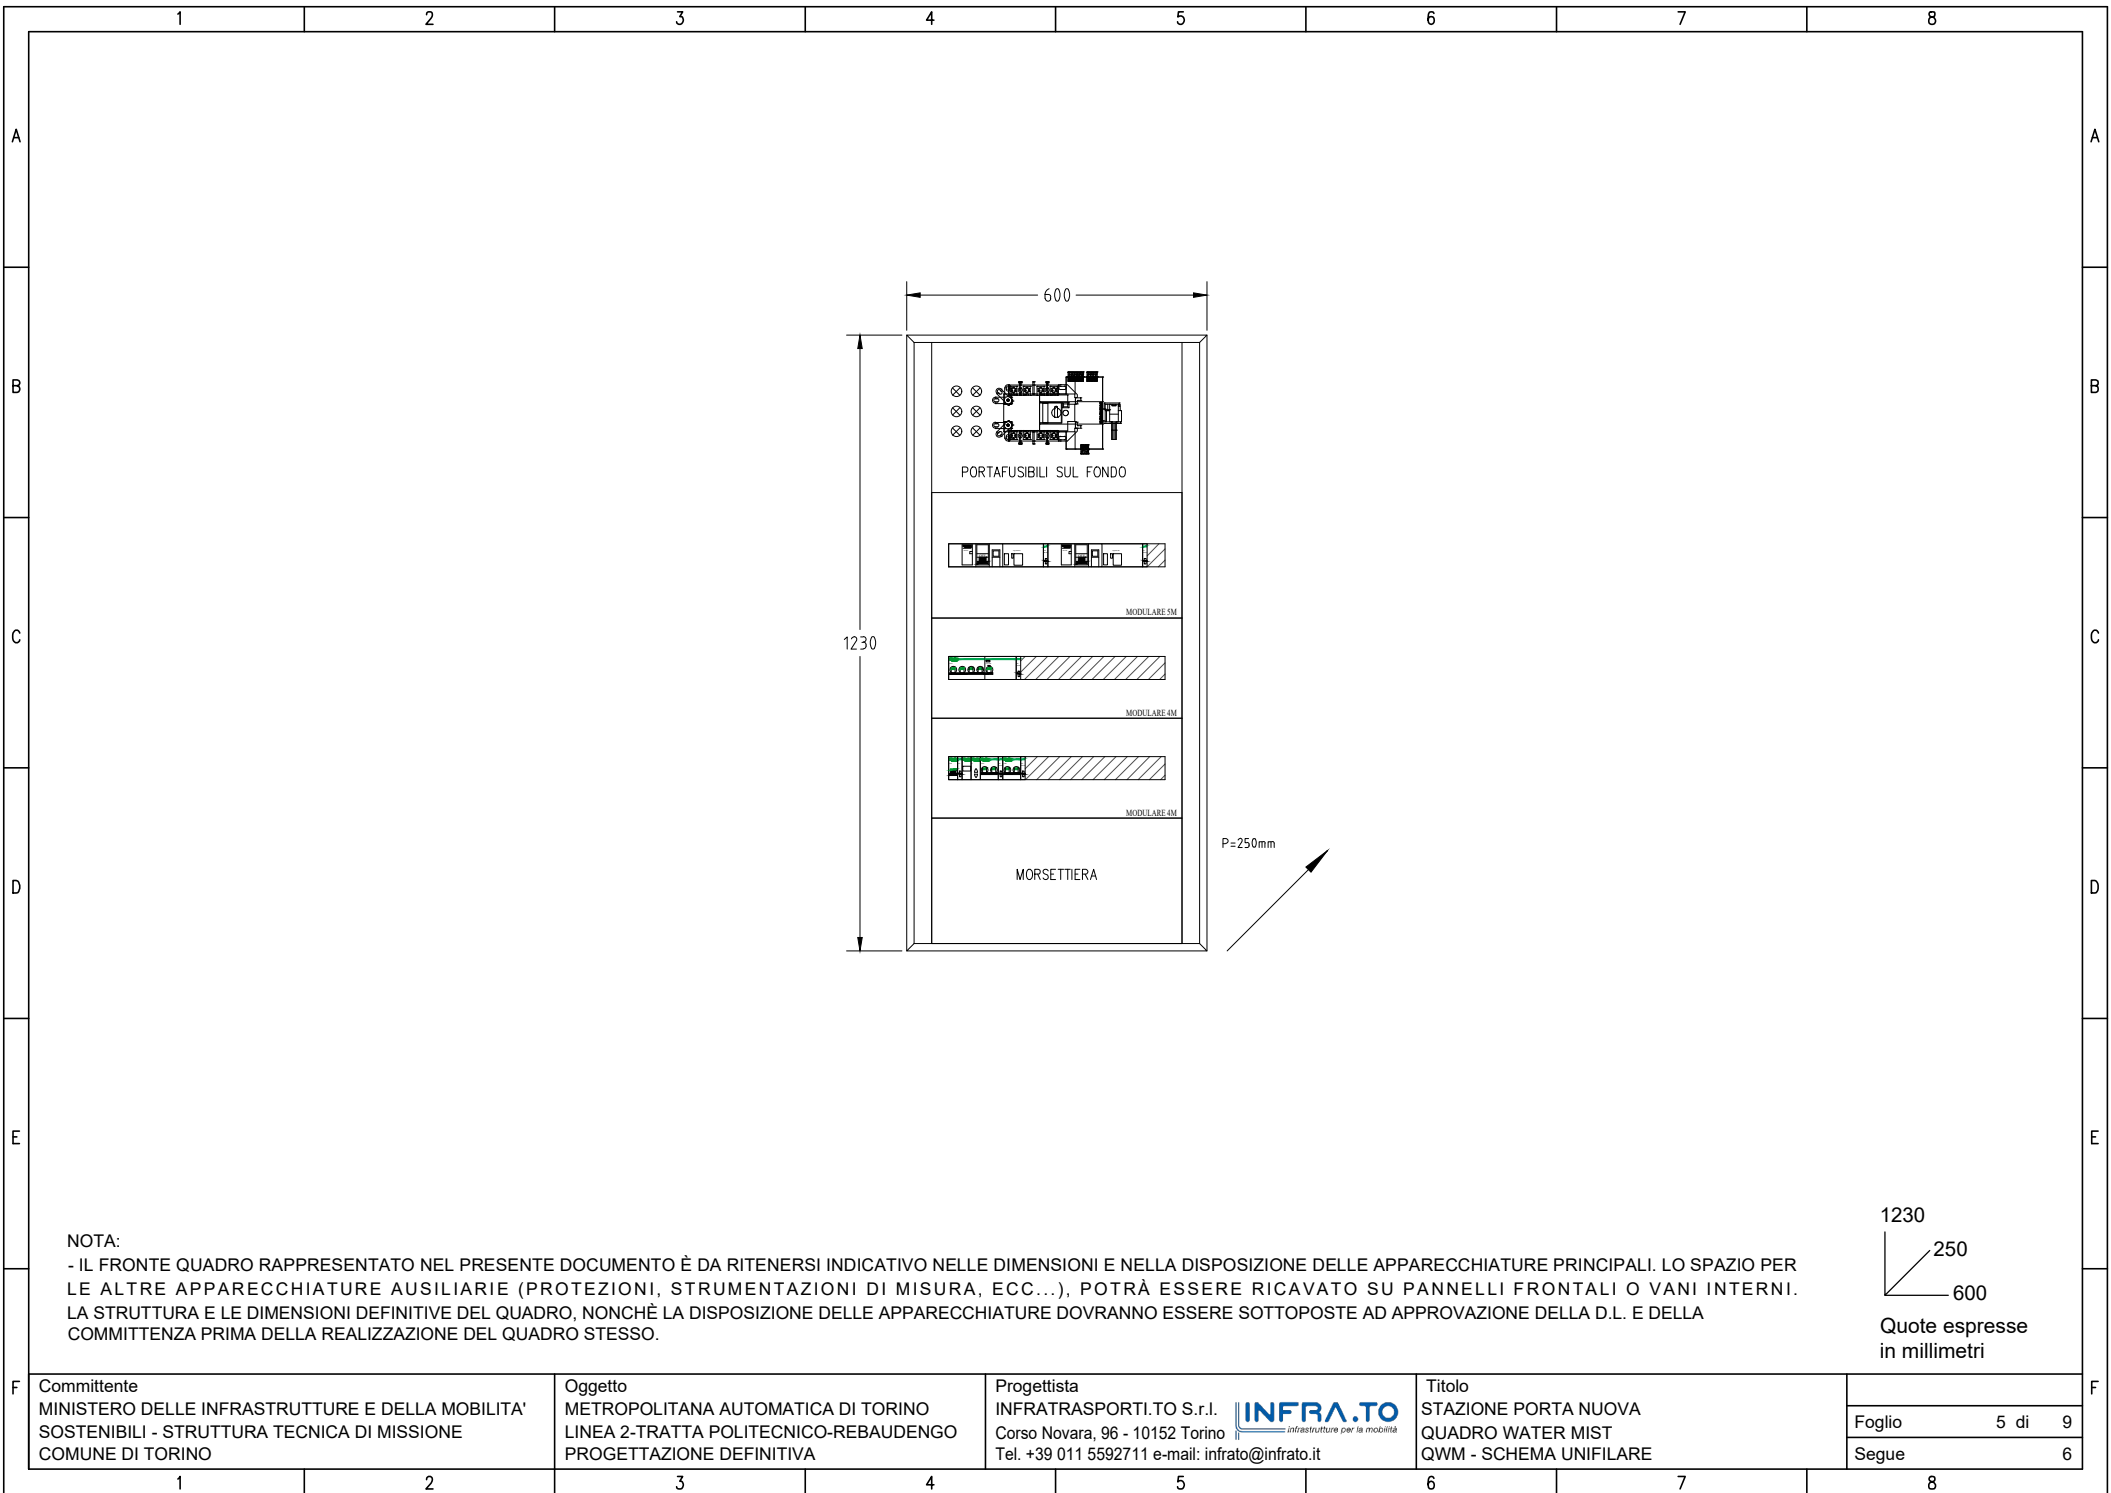 1 2 3 4 5 6 7 8
A A
B B
C C
D D
E E
F F
600
1230
PORTAFUSIBILI SUL FONDO
MODULARE 5M
MODULARE 4M
MODULARE 4M
MORSETTIERA
P=250mm
NOTA:
- IL FRONTE QUADRO RAPPRESENTATO NEL PRESENTE DOCUMENTO È DA RITENERSI INDICATIVO NELLE DIMENSIONI E NELLA DISPOSIZIONE DELLE APPARECCHIATURE PRINCIPALI. LO SPAZIO PER
LE ALTRE APPARECCHIATURE AUSILIARIE (PROTEZIONI, STRUMENTAZIONI DI MISURA, ECC...), POTRÀ ESSERE RICAVATO SU PANNELLI FRONTALI O VANI INTERNI.
LA STRUTTURA E LE DIMENSIONI DEFINITIVE DEL QUADRO, NONCHÈ LA DISPOSIZIONE DELLE APPARECCHIATURE DOVRANNO ESSERE SOTTOPOSTE AD APPROVAZIONE DELLA D.L. E DELLA
COMMITTENZA PRIMA DELLA REALIZZAZIONE DEL QUADRO STESSO.
1230
250
600
Quote espresse
in millimetri
Committente
MINISTERO DELLE INFRASTRUTTURE E DELLA MOBILITA'
SOSTENIBILI - STRUTTURA TECNICA DI MISSIONE
COMUNE DI TORINO
Oggetto
METROPOLITANA AUTOMATICA DI TORINO
LINEA 2-TRATTA POLITECNICO-REBAUDENGO
PROGETTAZIONE DEFINITIVA
Progettista
INFRATRASPORTI.TO S.r.l.
Corso Novara, 96 - 10152 Torino
Tel. +39 011 5592711 e-mail: infrato@infrato.it
INFRA.TO
infrastrutture per la mobilità
Titolo
STAZIONE PORTA NUOVA
QUADRO WATER MIST
QWM - SCHEMA UNIFILARE
Foglio 5 di 9
Segue 6
1 2 3 4 5 6 7 8